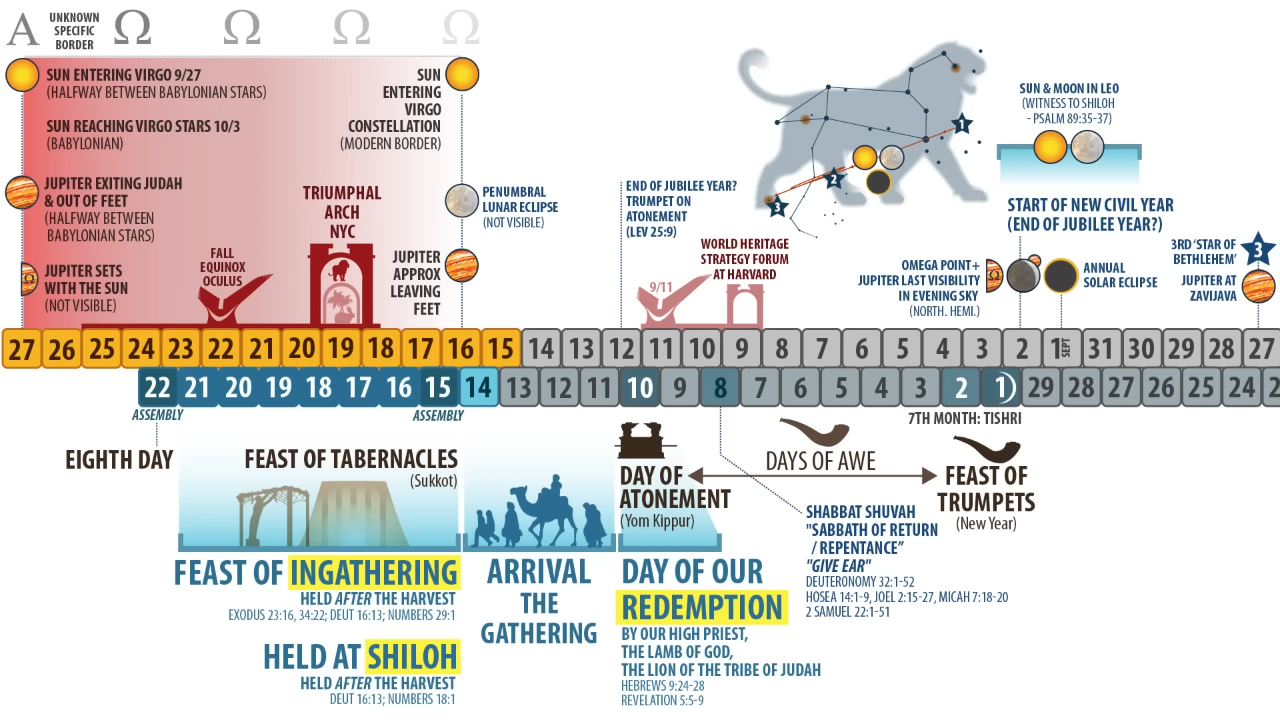 A
UNKNOWN
SPECIFIC
BORDER
Ω
Ω
Ω
Ω
SUN ENTERING VIRGO 9/27
(HALFWAY BETWEEN BABYLONIAN STARS)
SUN REACHING VIRGO STARS 10/3
(BABYLONIAN)
SUN
ENTERING
VIRGO
CONSTELLATION
(MODERN BORDER)
JUPITER EXITING JUDAH
& OUT OF FEET
(HALFWAY BETWEEN
BABYLONIAN STARS)
Ω
JUPITER SETS
WITH THE SUN
(NOT VISIBLE)
FALL
EQUINOX
OCULUS
TRIUMPHAL
ARCH
NYC
PENUMBRAL
LUNAR ECLIPSE
(NOT VISIBLE)
JUPITER
APPROX
LEAVING
FEET
END OF JUBILEE YEAR?
TRUMPET ON
ATONEMENT
(LEV 25:9)
9/11
WORLD HERITAGE
STRATEGY FORUM
AT HARVARD
1
2
3
SUN & MOON IN LEO
(WITNESS TO SHILOH
- PSALM 89:35-37)
START OF NEW CIVIL YEAR
(END OF JUBILEE YEAR?)
OMEGA POINT+
JUPITER LAST VISIBILITY
IN EVENING SKY
(NORTH. HEMI.)
Ω
ANNUAL
SOLAR ECLIPSE
3RD 'STAR OF
BETHLEHEM'
3
JUPITER AT
ZAVIJAVA
27 26 25 24 23 22 21 20 19 18 17 16 15 14 13 12 11 10 9 8 7 6 5 4 3 2 1 SEPT 31 30 29 28 27
22 21 20 19 18 17 16 15 14 13 12 11 10 9 8 7 6 5 4 3 2 1 29 28 27 26 25 24
ASSEMBLY
ASSEMBLY
7TH MONTH: TISHRI
EIGHTH DAY
FEAST OF TABERNACLES
(Sukkot)
DAY OF
ATONEMENT
(Yom Kippur)
DAYS OF AWE
FEAST OF
TRUMPETS
(New Year)
SHABBAT SHUVAH
"SABBATH OF RETURN
/ REPENTANCE"
"GIVE EAR"
DEUTERONOMY 32:1-52
HOSEA 14:1-9, JOEL 2:15-27, MICAH 7:18-20
2 SAMUEL 22:1-51
FEAST OF INGATHERING
HELD AFTER THE HARVEST
EXODUS 23:16, 34:22; DEUT 16:13; NUMBERS 29:1
HELD AT SHILOH
HELD AFTER THE HARVEST
DEUT 16:13; NUMBERS 18:1
ARRIVAL
THE
GATHERING
DAY OF OUR
REDEMPTION
BY OUR HIGH PRIEST,
THE LAMB OF GOD,
THE LION OF THE TRIBE OF JUDAH
HEBREWS 9:24-28
REVELATION 5:5-9